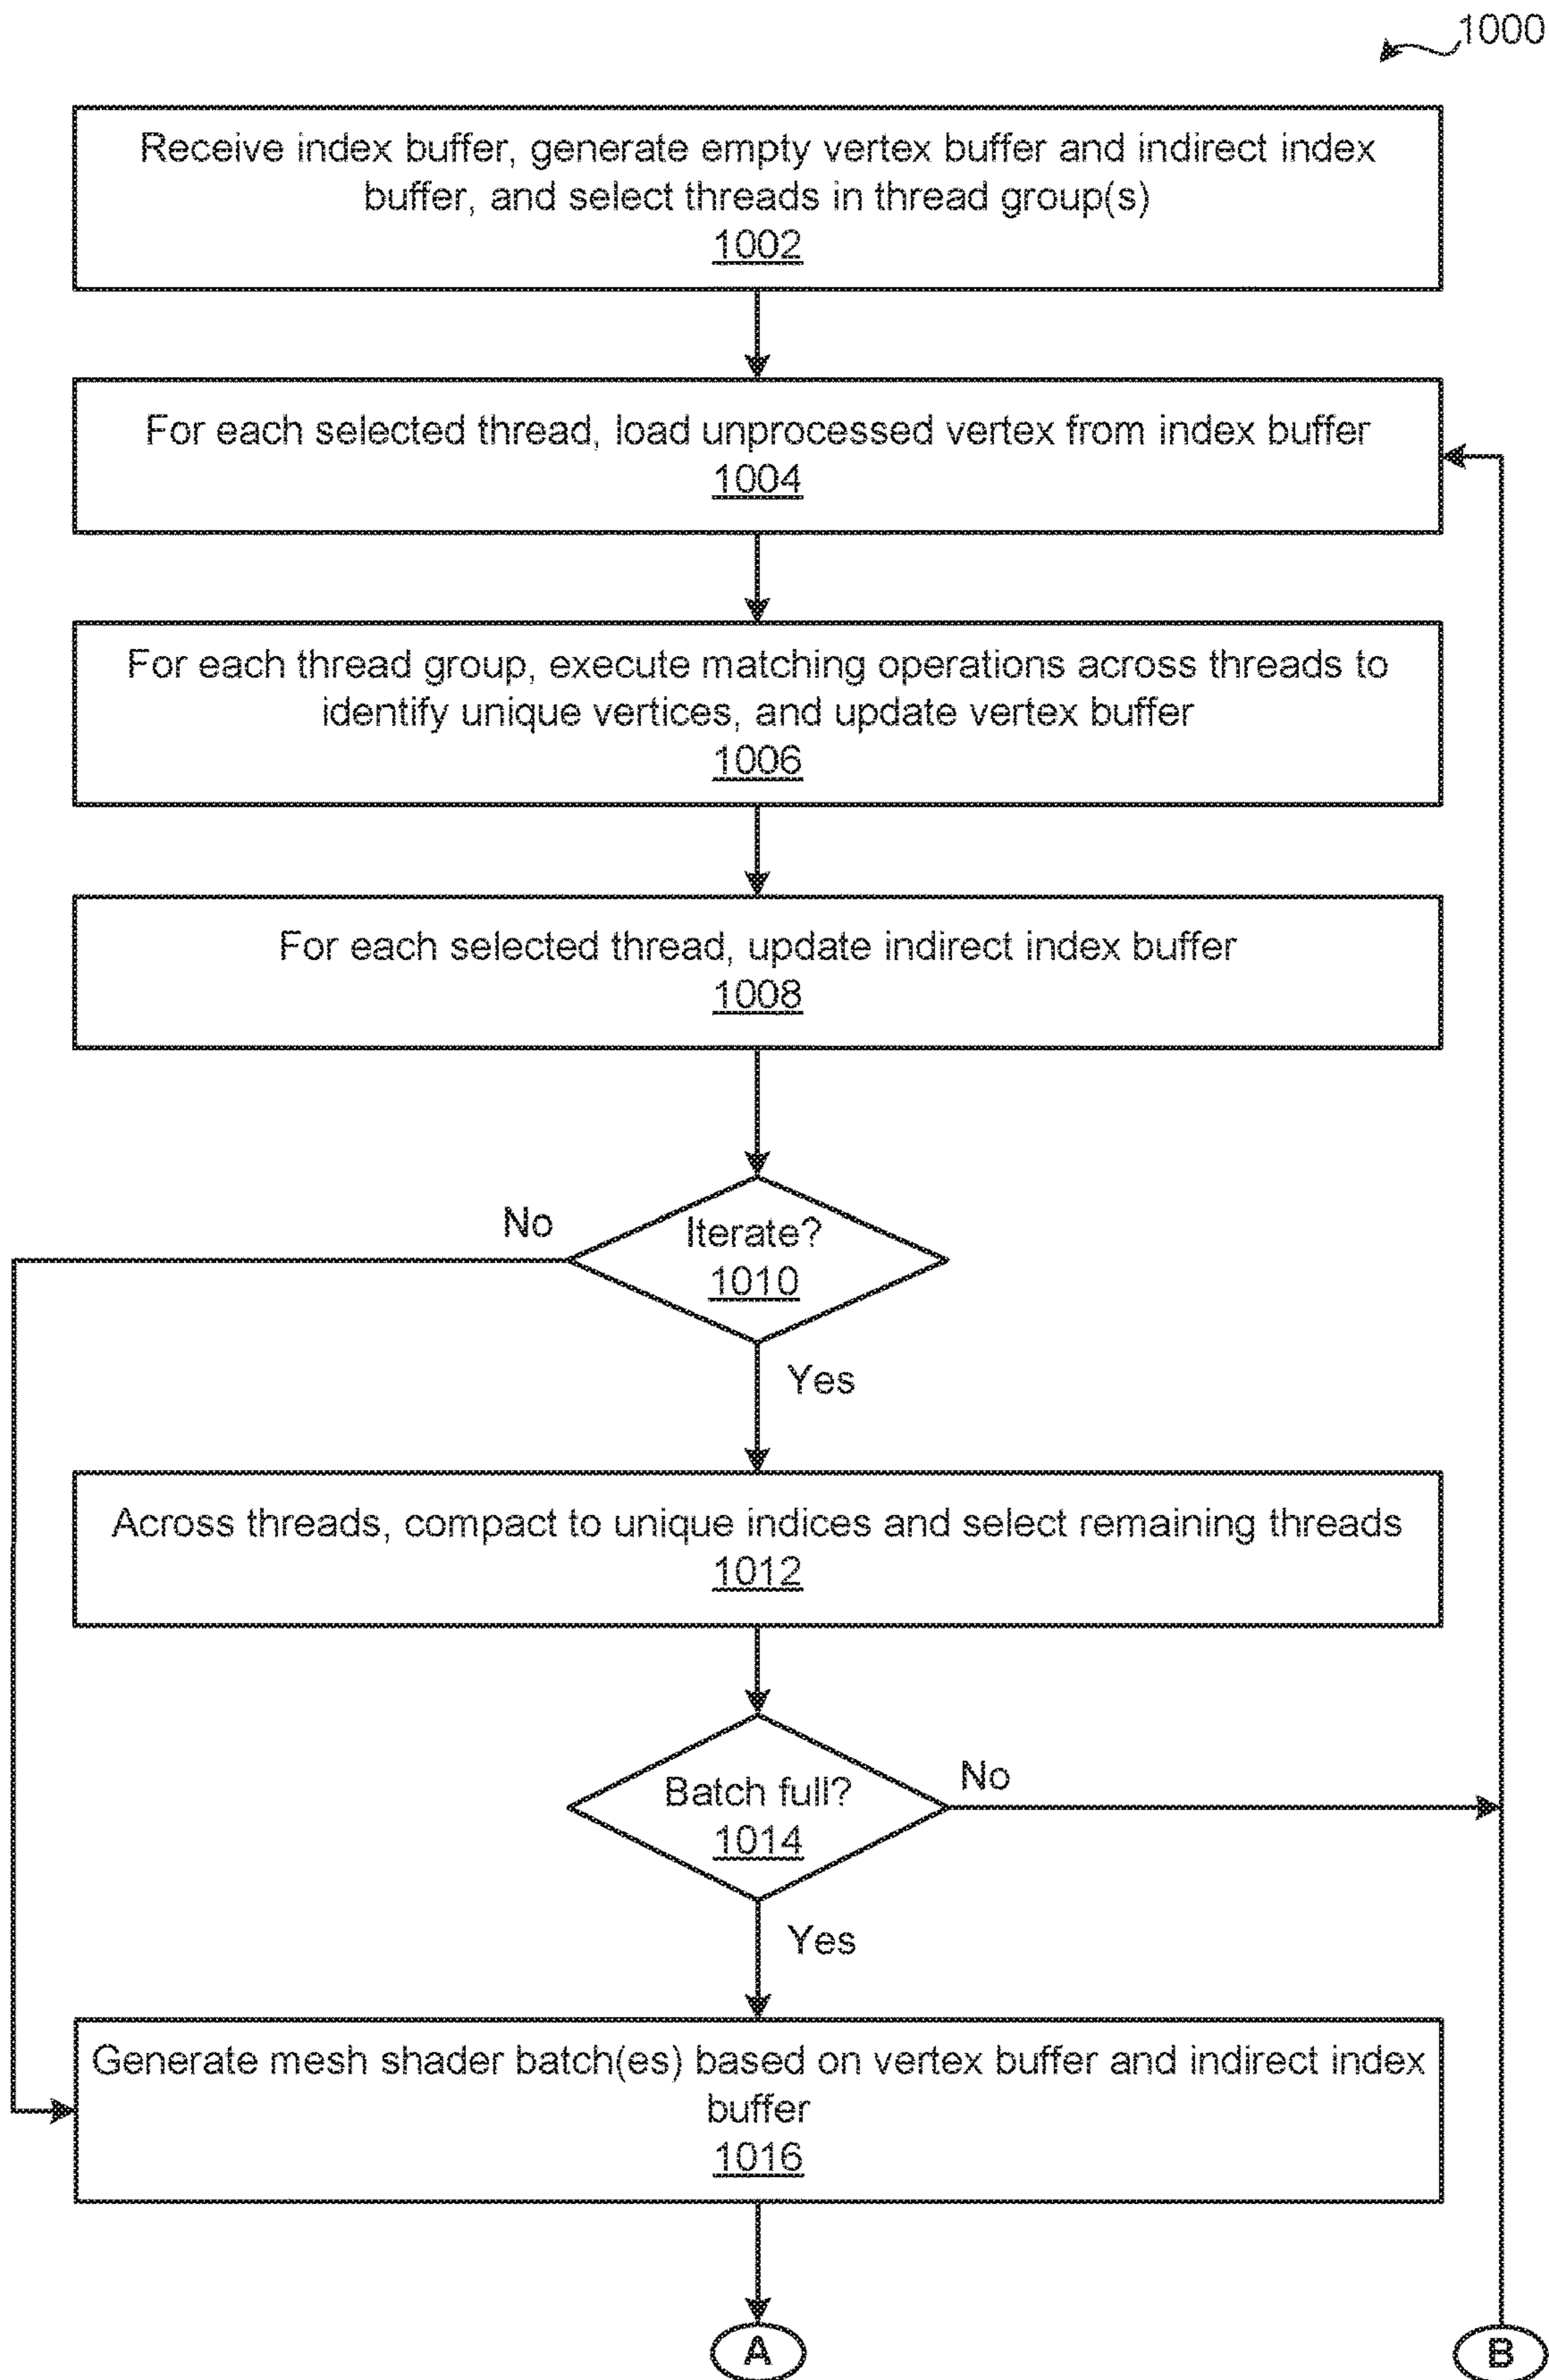 1000
Receive index buffer, generate empty vertex buffer and indirect index
buffer, and select threads in thread group(s)
1002
For each selected thread, load unprocessed vertex from index buffer
1004
For each thread group, execute matching operations across threads to
identify unique vertices, and update vertex buffer
1006
For each selected thread, update indirect index buffer
1008
No
Iterate?
1010
Yes
Across threads, compact to unique indices and select remaining threads
1012
No
Batch full?
1014
Yes
Generate mesh shader batch(es) based on vertex buffer and indirect index
buffer
1016
A
B